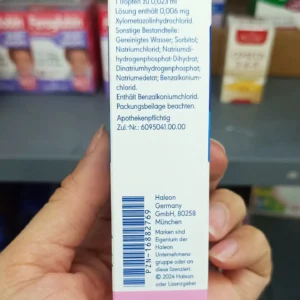 1 Tropfen zu 0,023 ml
Lösung enthält 0,006 mg
Xylometazolinhydrochlorid.
Sonstige Bestandteile:
Gereinigtes Wasser; Sorbitol;
Natriumchlorid; Natriumdi-
hydrogenphosphat-Dihydrat;
Dinatriumhydrogenphosphat;
Natriumedetat; Benzalkonium-
chlorid.
Enthält Benzalkoniumchlorid.
Packungsbeilage beachten.
Apothekenpflichtig
Zul.-Nr.: 6095041.00.00
PZN-16882769
Haleon
Germany
GmbH, 80258
München
Marken sind
Eigentum der
Haleon
Unternehmens-
gruppe oder an
diese lizenziert.
© 2024 Haleon
oder Lizenzgeber